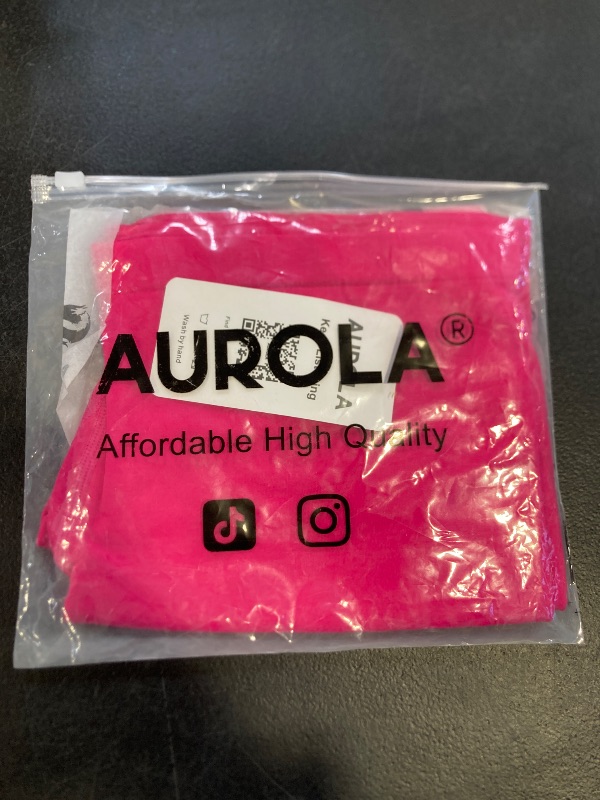 AUROLA®
Affordable High Quality
AUROLA
Wash by hand